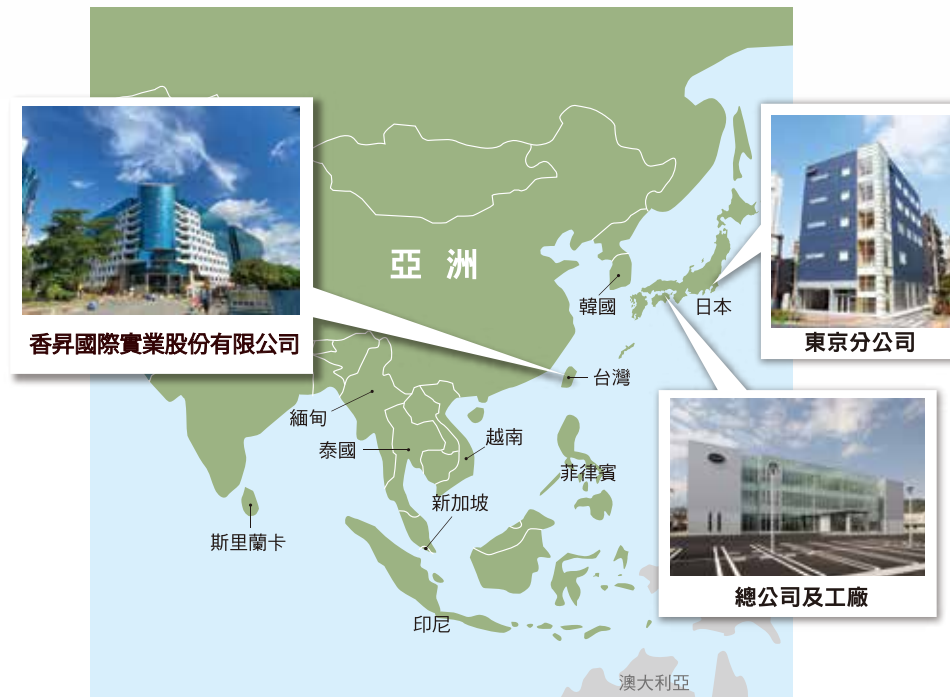 亞洲
香昇國際實業股份有限公司
東京分公司
總公司及工廠
韓國
日本
台灣
緬甸
泰國
越南
菲律賓
新加坡
斯里蘭卡
印尼
澳大利亞